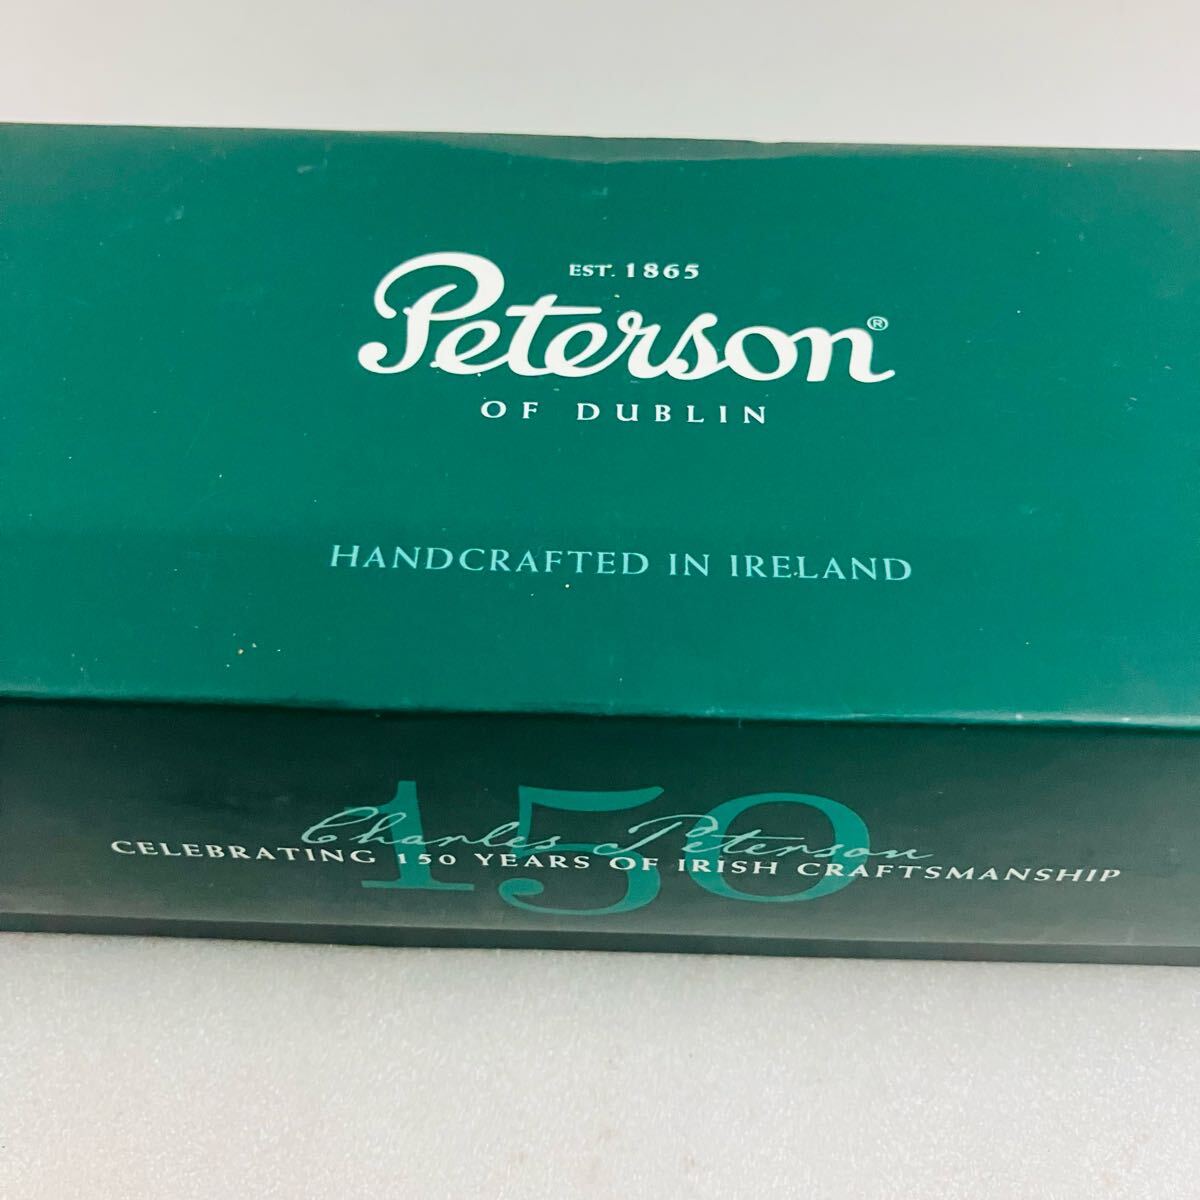 EST. 1865
Peterson®
OF DUBLIN
HANDCRAFTED IN IRELAND
150
Charles Peterson
CELEBRATING 150 YEARS OF IRISH CRAFTSMANSHIP